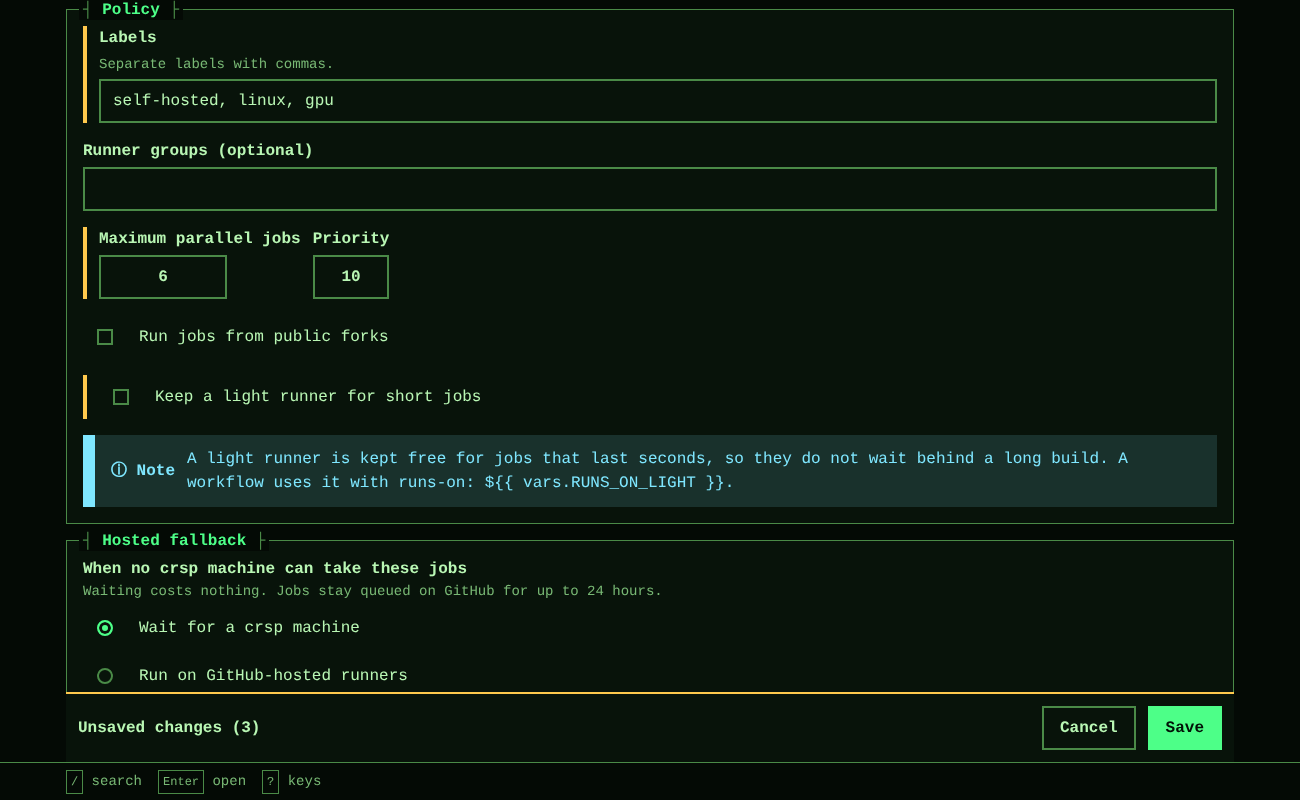 Policy
Labels
Separate labels with commas.
self-hosted, linux, gpu
Runner groups (optional)
Maximum parallel jobs Priority
6 10
Run jobs from public forks
Keep a light runner for short jobs
ⓘ Note
A light runner is kept free for jobs that last seconds, so they do not wait behind a long build. A
workflow uses it with runs-on: ${{ vars.RUNS_ON_LIGHT }}.
Hosted fallback
When no crsp machine can take these jobs
Waiting costs nothing. Jobs stay queued on GitHub for up to 24 hours.
Wait for a crsp machine
Run on GitHub-hosted runners
Unsaved changes (3) Cancel Save
/ search Enter open ? keys